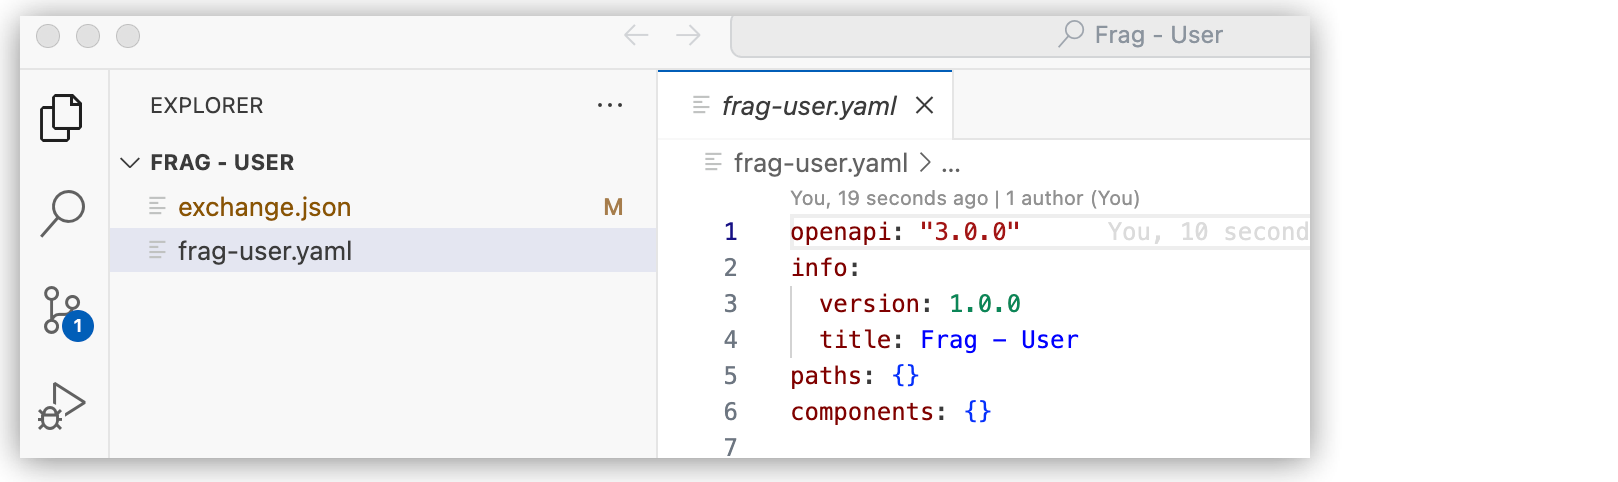 Frag - User
EXPLORER
FRAG - USER
exchange.json M
frag-user.yaml
1
frag-user.yaml
frag-user.yaml > ...
You, 19 seconds ago | 1 author (You)
1 openapi: "3.0.0" You, 10 second
2 info:
3 version: 1.0.0
4 title: Frag - User
5 paths: {}
6 components: {}
7